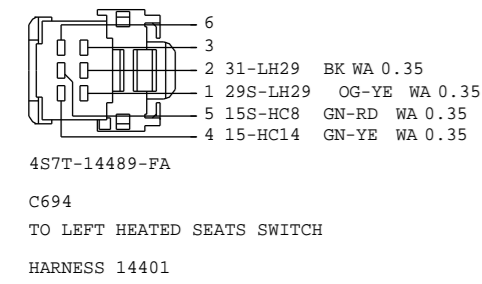 6
3
2 31-LH29 BK WA 0.35
1 29S-LH29 OG-YE WA 0.35
5 15S-HC8 GN-RD WA 0.35
4 15-HC14 GN-YE WA 0.35
4S7T-14489-FA
C694
TO LEFT HEATED SEATS SWITCH
HARNESS 14401